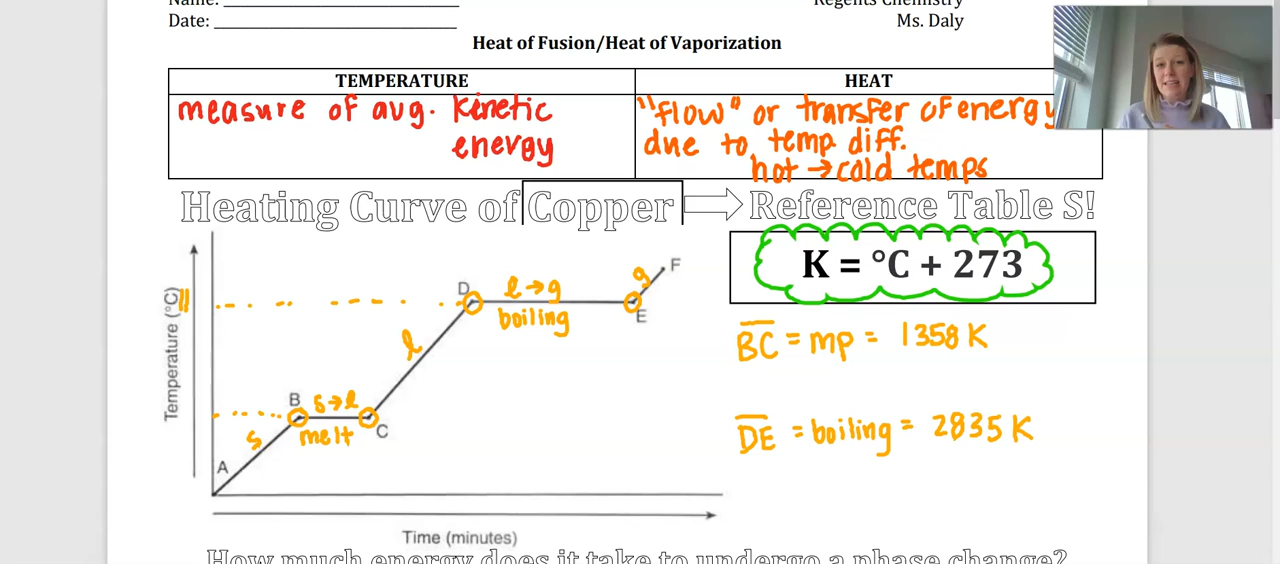 Name: ____________________
Regents Chemistry
Date: ____________________
Ms. Daly
Heat of Fusion/Heat of Vaporization
TEMPERATURE
HEAT
measure of avg. kinetic
energy
"flow" or transfer of energy
due to temp. diff.
hot → cold temps
Heating Curve of Copper
Reference Table S!
K = °C + 273
Temperature (°C)
D
l → g
boiling
g
F
E
l
B
s → l
melt
C
s
A
Time (minutes)
BC = mp = 1358 K
DE = boiling = 2835 K
How much energy does it take to undergo a phase change?